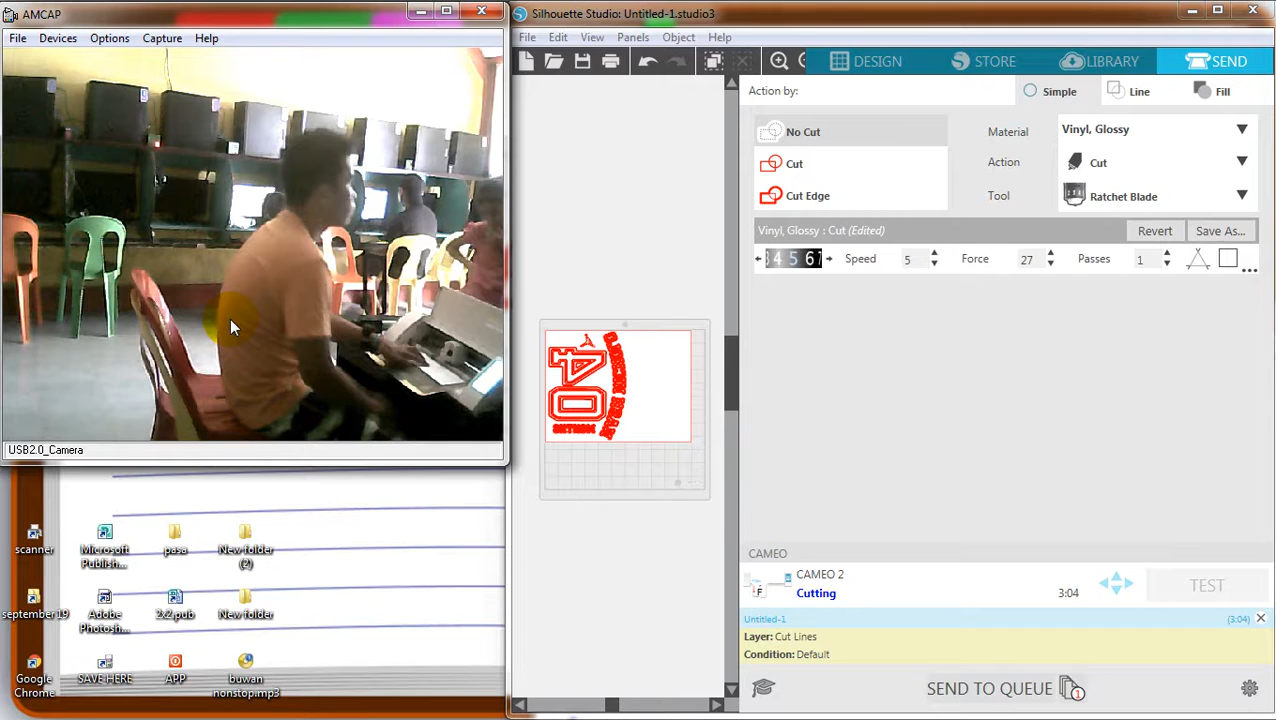 AMCAP
File Devices Options Capture Help
USB2.0_Camera
scanner
Microsoft Publish...
pasa
New folder (2)
september19
Adobe Photosh...
2x2.pub
New folder
Google Chrome
SAVE HERE
APP
buwan nonstop.mp3
Silhouette Studio: Untitled-1.studio3
File Edit View Panels Object Help
DESIGN STORE LIBRARY SEND
Action by: Simple Line Fill
No Cut
Cut
Cut Edge
Material Vinyl, Glossy
Action Cut
Tool Ratchet Blade
Vinyl, Glossy : Cut (Edited) Revert Save As...
Speed 5 Force 27 Passes 1
40
CAMEO
CAMEO 2
Cutting 3:04 TEST
Untitled-1 (3:04)
Layer: Cut Lines
Condition: Default
SEND TO QUEUE 1